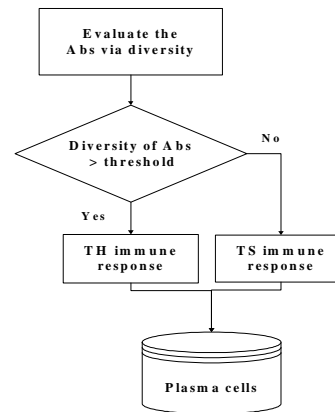 Evaluate the
Abs via diversity
Diversity of Abs
> threshold
No
Yes
TH immune
response
TS immune
response
Plasma cells